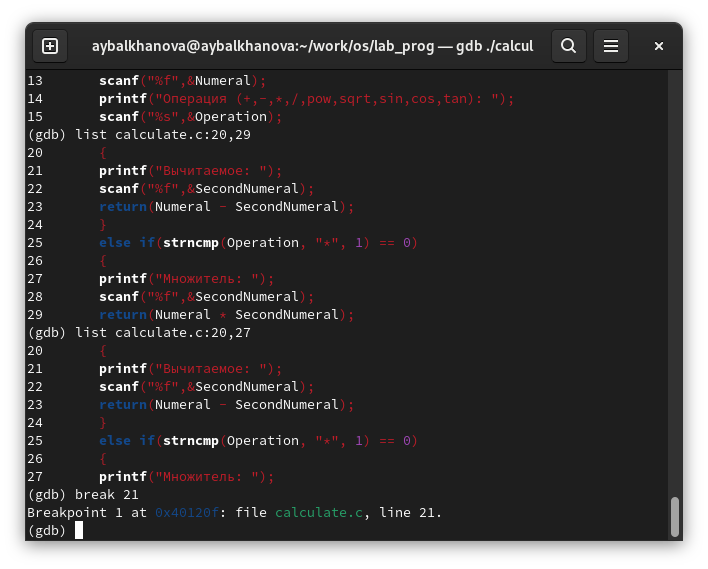 aybalkhanova@aybalkhanova:~/work/os/lab_prog — gdb ./calcul
13       scanf("%f",&Numeral);
14       printf("Операция (+,-,*,/,pow,sqrt,sin,cos,tan): ");
15       scanf("%s",&Operation);
(gdb) list calculate.c:20,29
20       {
21       printf("Вычитаемое: ");
22       scanf("%f",&SecondNumeral);
23       return(Numeral - SecondNumeral);
24       }
25       else if(strncmp(Operation, "*", 1) == 0)
26       {
27       printf("Множитель: ");
28       scanf("%f",&SecondNumeral);
29       return(Numeral * SecondNumeral);
(gdb) list calculate.c:20,27
20       {
21       printf("Вычитаемое: ");
22       scanf("%f",&SecondNumeral);
23       return(Numeral - SecondNumeral);
24       }
25       else if(strncmp(Operation, "*", 1) == 0)
26       {
27       printf("Множитель: ");
(gdb) break 21
Breakpoint 1 at 0x40120f: file calculate.c, line 21.
(gdb)